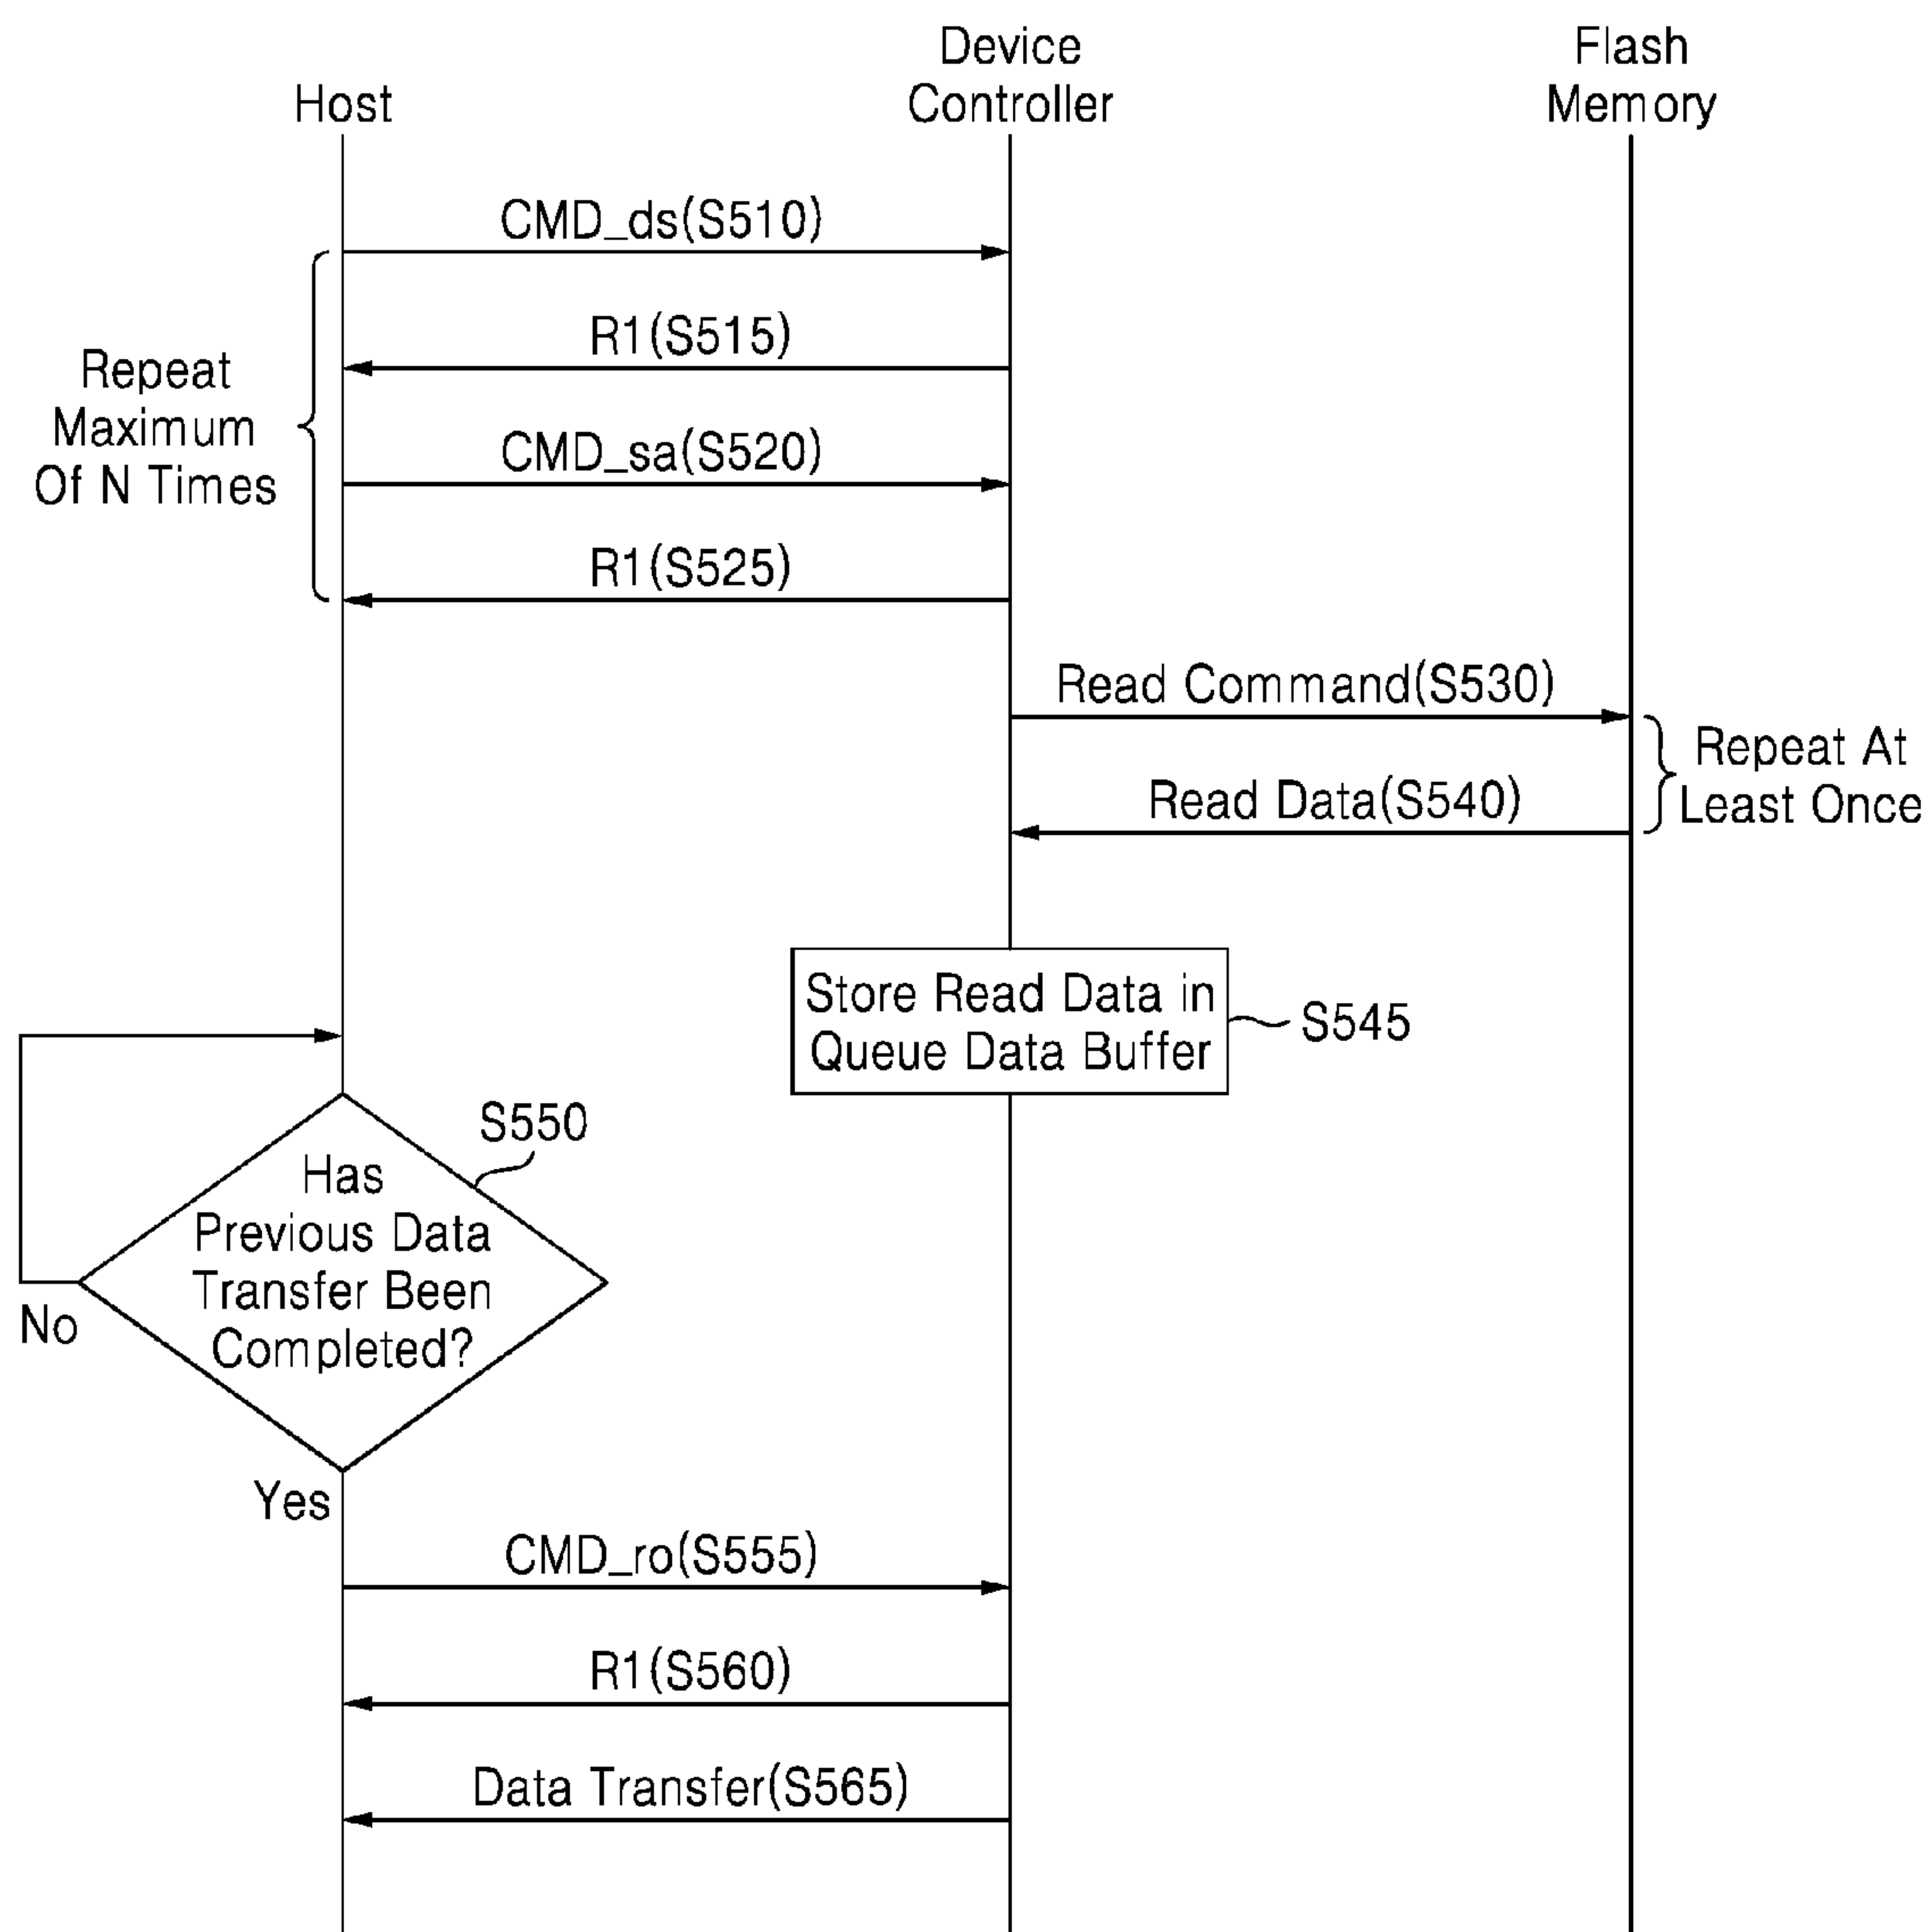 Host
Device
Controller
Flash
Memory
CMD_ds(S510)
R1(S515)
Repeat
Maximum
Of N Times
CMD_sa(S520)
R1(S525)
Read Command(S530)
Repeat At
Least Once
Read Data(S540)
Store Read Data in
Queue Data Buffer
S545
S550
Has
Previous Data
Transfer Been
Completed?
No
Yes
CMD_ro(S555)
R1(S560)
Data Transfer(S565)